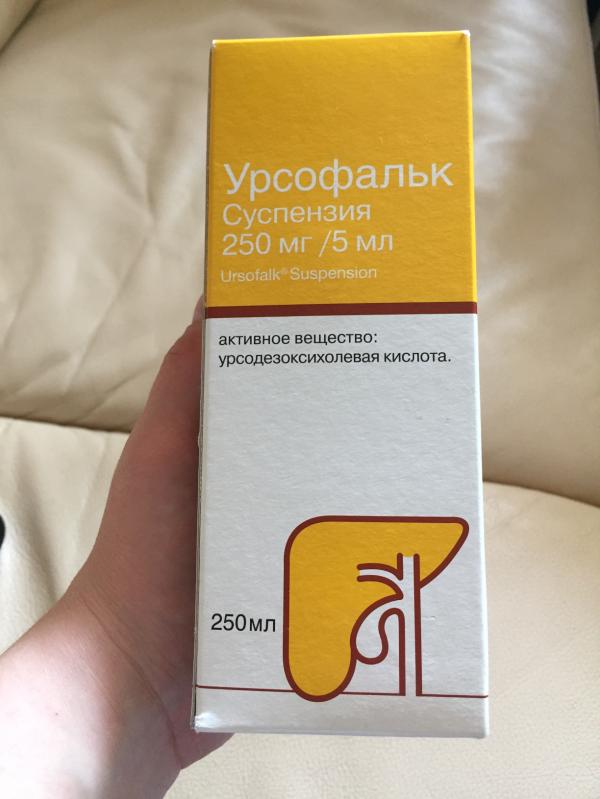 Урсофальк
Суспензия
250 мг /5 мл
Ursofalk® Suspension
активное вещество:
урсодезоксихолевая кислота.
250мл